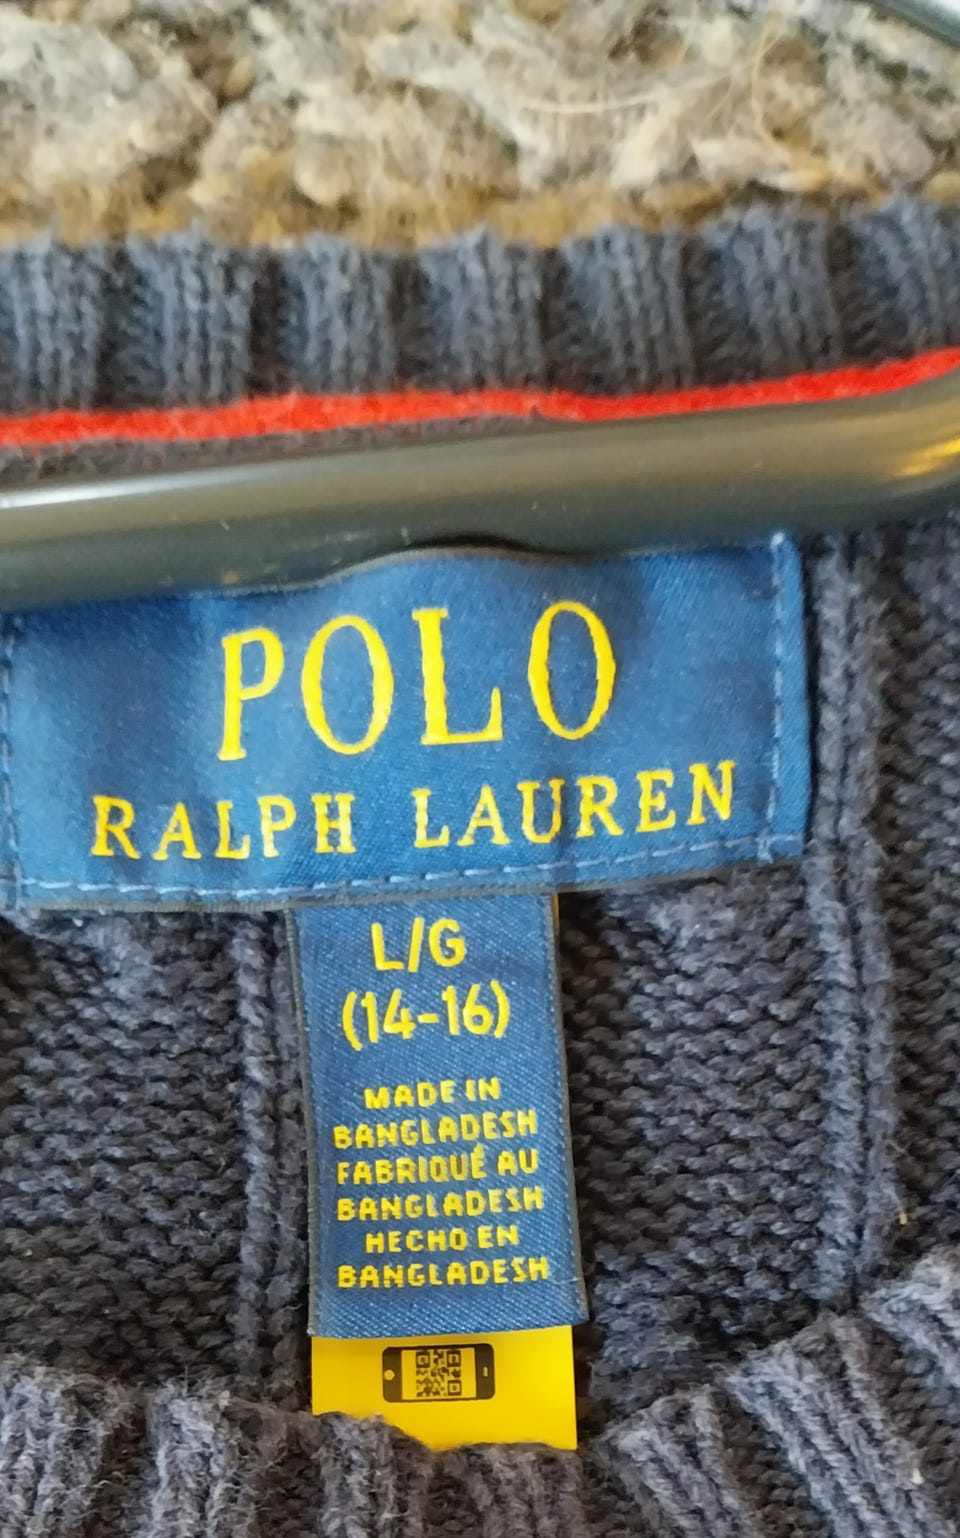 POLO
RALPH LAUREN
L/G
(14-16)
MADE IN
BANGLADESH
FABRIQUÉ AU
BANGLADESH
HECHO EN
BANGLADESH